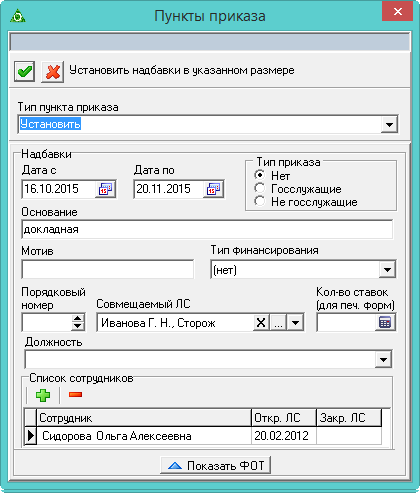 Пункты приказа
Установить надбавки в указанном размере
Тип пункта приказа
Установить
Надбавки
Дата с Дата по
16.10.2015 20.11.2015
Тип приказа
Нет
Госслужащие
Не госслужащие
Основание
докладная
Мотив Тип финансирования
(нет)
Порядковый номер
Совмещаемый ЛС
Кол-во ставок
(для печ. форм)
Иванова Г. Н., Сторож X ...
Должность
Список сотрудников
Сотрудник Откр. ЛС Закр. ЛС
Сидорова Ольга Алексеевна 20.02.2012
Показать ФОТ